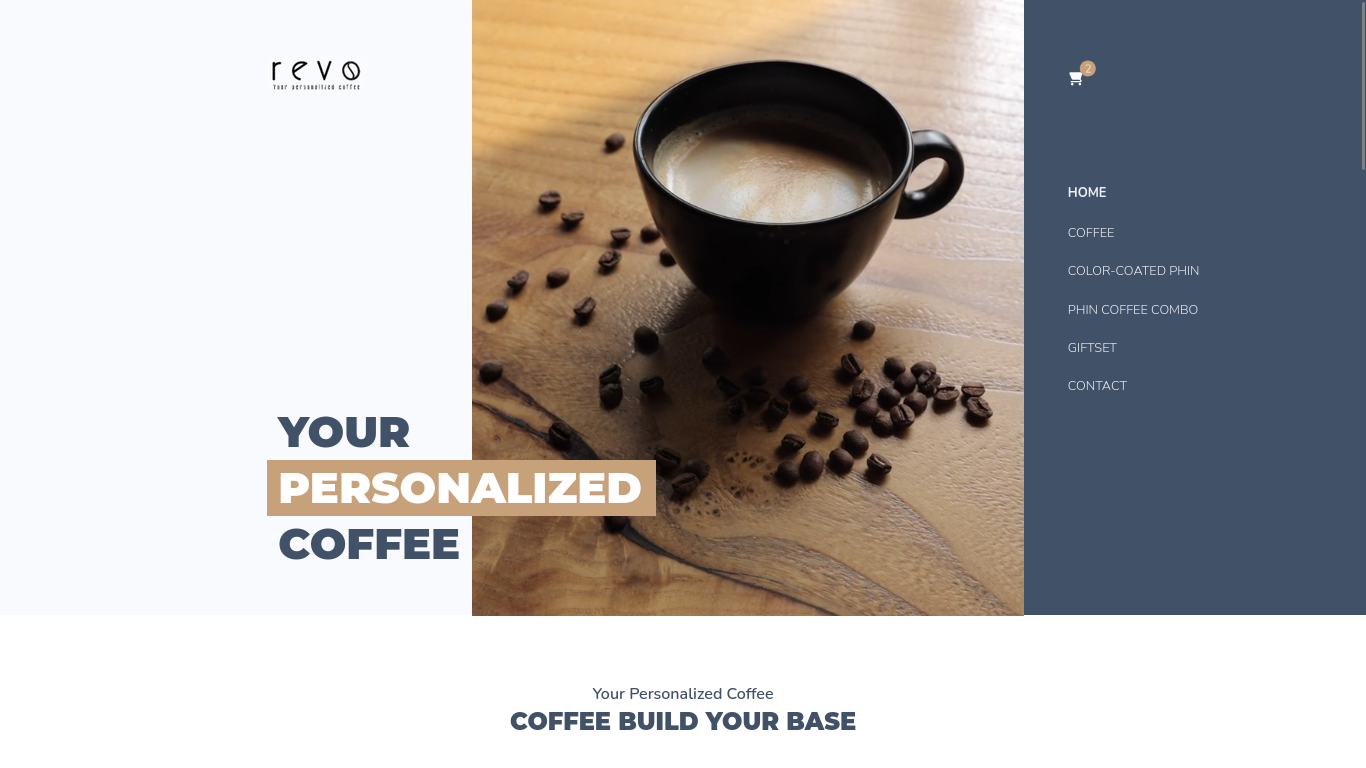 revo
Your personalized coffee
2
HOME
COFFEE
COLOR-COATED PHIN
PHIN COFFEE COMBO
GIFTSET
CONTACT
YOUR
PERSONALIZED
COFFEE
Your Personalized Coffee
COFFEE BUILD YOUR BASE